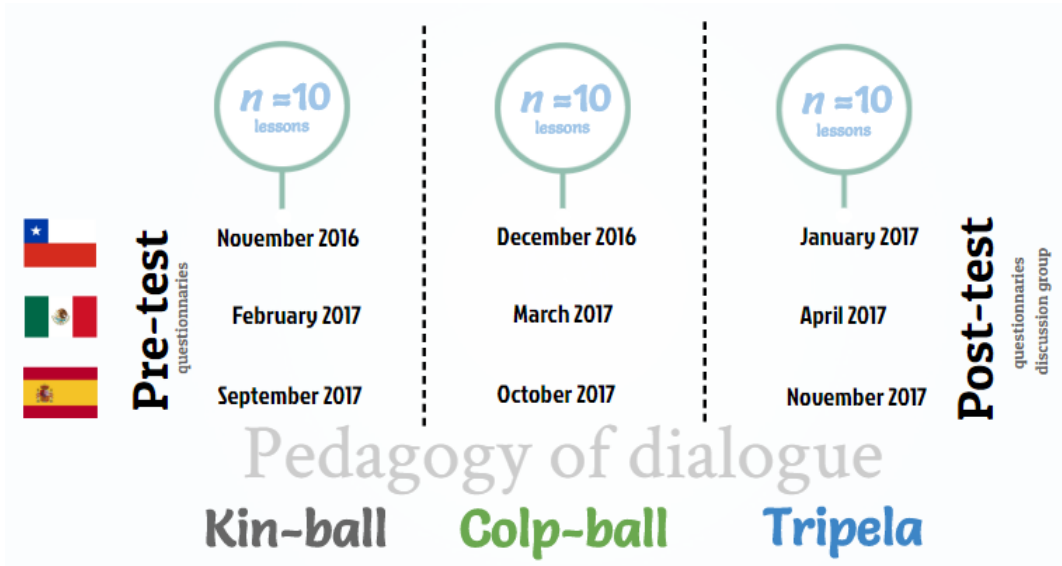 n =10
lessons
n =10
lessons
n =10
lessons
Pre-test
questionnaries
November 2016
December 2016
January 2017
February 2017
March 2017
April 2017
September 2017
October 2017
November 2017
Post-test
questionnaries
discussion group
Pedagogy of dialogue
Kin-ball
Colp-ball
Tripela